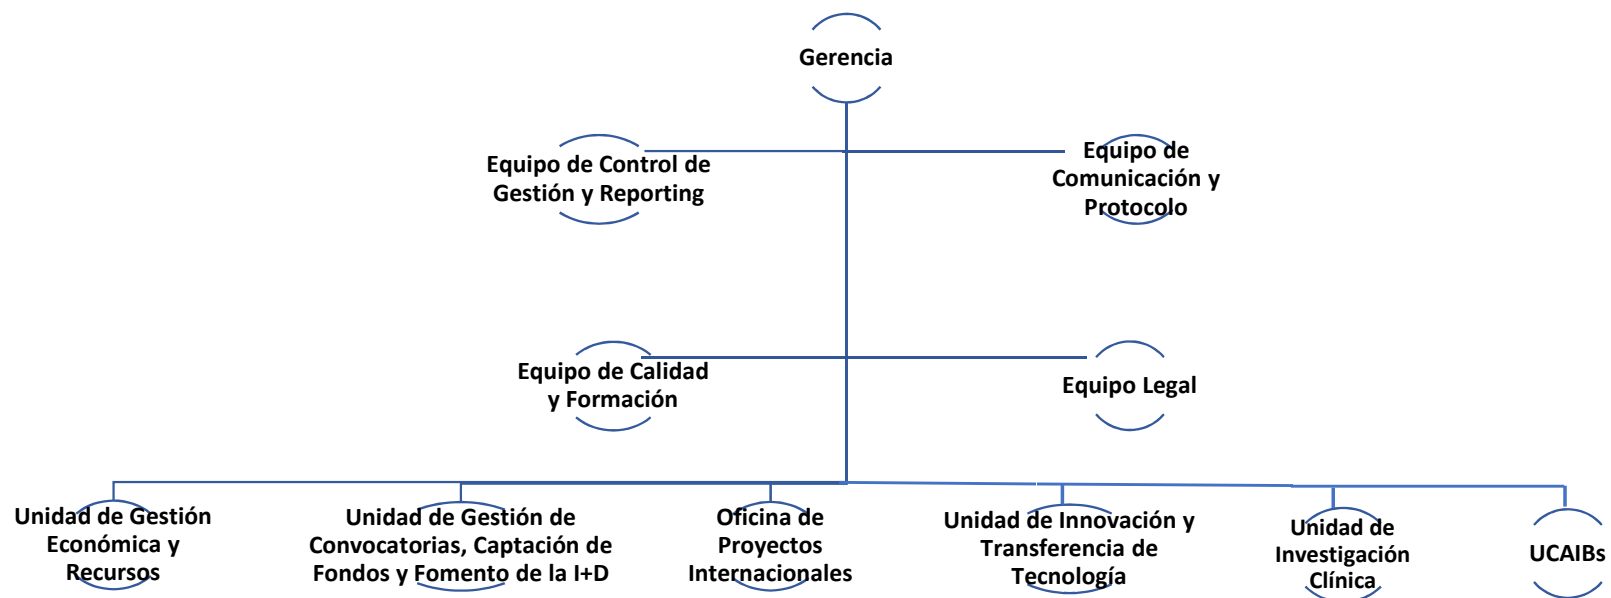 Gerencia
Equipo de Control de
Gestión y Reporting
Equipo de
Comunicación y
Protocolo
Equipo de Calidad
y Formación
Equipo Legal
Unidad de Gestión
Económica y
Recursos
Unidad de Gestión de
Convocatorias, Captación de
Fondos y Fomento de la I+D
Oficina de
Proyectos
Internacionales
Unidad de Innovación y
Transferencia de
Tecnología
Unidad de
Investigación
Clínica
UCAIBs